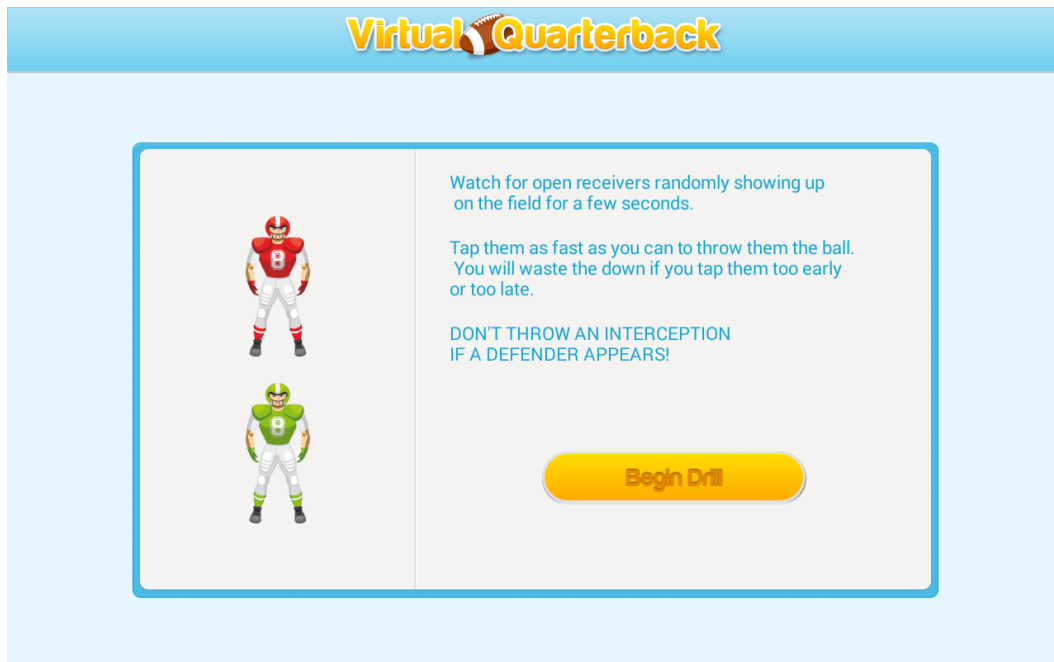 Virtual Quarterback
Watch for open receivers randomly showing up
on the field for a few seconds.
Tap them as fast as you can to throw them the ball.
You will waste the down if you tap them too early
or too late.
DON'T THROW AN INTERCEPTION
IF A DEFENDER APPEARS!
8
8
Begin Drill